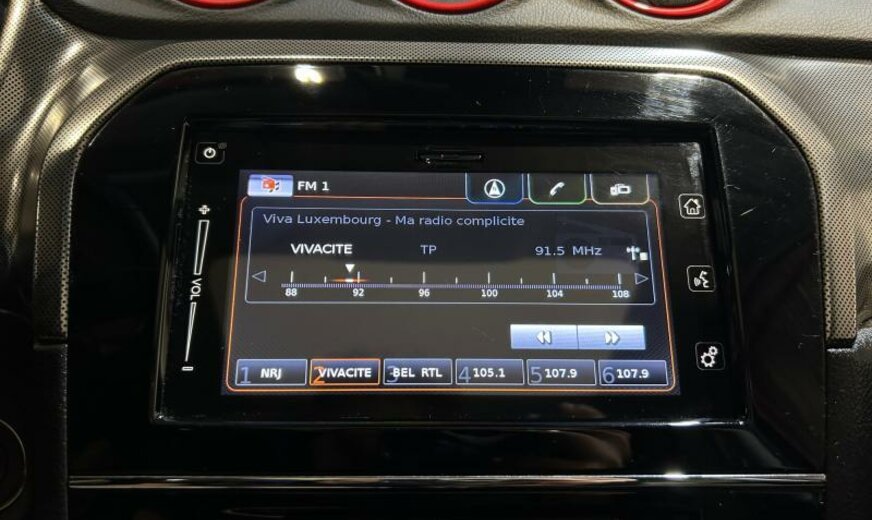 FM 1
Viva Luxembourg - Ma radio complicite
VIVACITE TP 91.5 MHz
88 92 96 100 104 108
VOL
1 NRJ 2 VIVACITE 3 BEL RTL 4 105.1 5 107.9 6 107.9